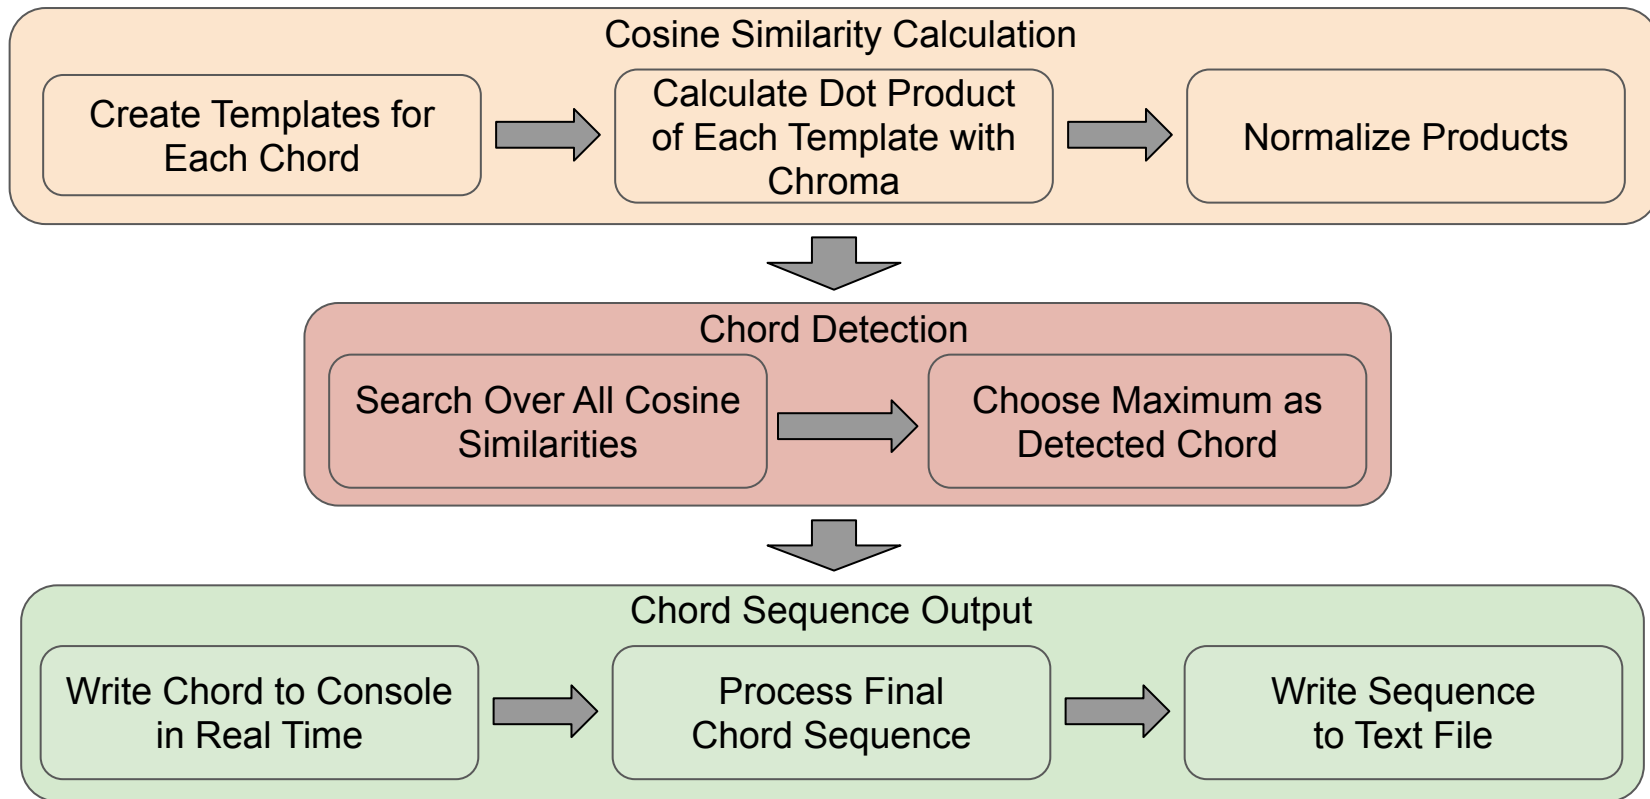 Cosine Similarity Calculation
Create Templates for
Each Chord
Calculate Dot Product
of Each Template with
Chroma
Normalize Products
Chord Detection
Search Over All Cosine
Similarities
Choose Maximum as
Detected Chord
Chord Sequence Output
Write Chord to Console
in Real Time
Process Final
Chord Sequence
Write Sequence
to Text File